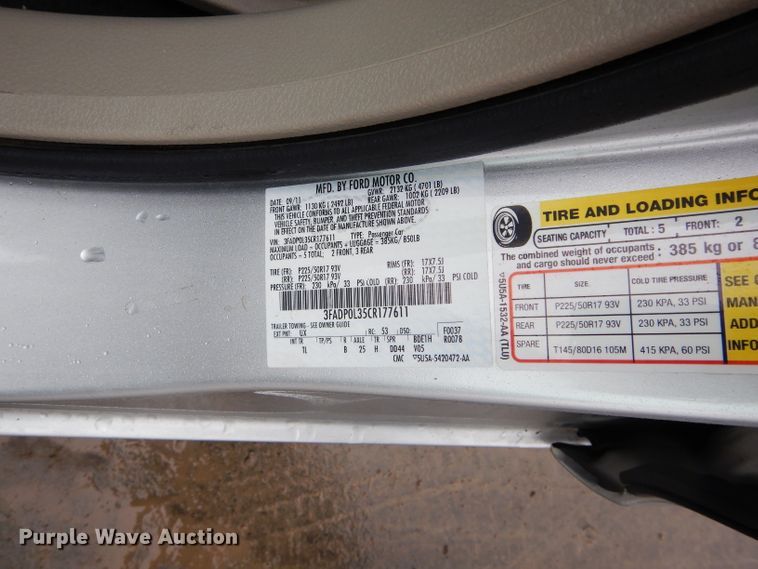 MFD. BY FORD MOTOR CO.
DATE 09/11 GVWR: 2132 KG (4701 LB)
FRONT GAWR: 1130 KG (2492 LB) REAR GAWR: 1002 KG (2209 LB)
THIS VEHICLE CONFORMS TO ALL APPLICABLE FEDERAL MOTOR
VEHICLE SAFETY, BUMPER, AND THEFT PREVENTION STANDARDS
IN EFFECT ON THE DATE OF MANUFACTURE SHOWN ABOVE.
VIN: 3FADP0L35CR177611 TYPE: Passenger Car
MAXIMUM LOAD = OCCUPANTS + LUGGAGE = 385KG/ 850LB
OCCUPANTS = 5 TOTAL: 2 FRONT, 3 REAR
TIRE (FR): P225/50R17 93V RIMS (FR): 17X7.5J
(RR): P225/50R17 93V (RR): 17X7.5J
PRESSURE (FR): 230 kPa/ 33 PSI COLD (RR): 230 kPa/ 33 PSI COLD
3FADP0L35CR177611
TRAILER TOWING - SEE OWNER GUIDE F0037
EXT PNT: UX RC: 53 DSO: R0078
INT TR TP/PS R AXLE TR SPR BDE1H
TL B 25 H DD44 V05
CMC 5U5A-5420472-AA
TIRE AND LOADING INFO
SEATING CAPACITY TOTAL : 5 FRONT: 2
The combined weight of occupants and cargo should never exceed : 385 kg or 8
TIRE SIZE COLD TIRE PRESSURE
FRONT P225/50R17 93V 230 KPA, 33 PSI
REAR P225/50R17 93V 230 KPA, 33 PSI
SPARE T145/80D16 105M 415 KPA, 60 PSI
SEE
MAN
ADD
INFO
5U5A-1532-AA (TLU)
Purple Wave Auction